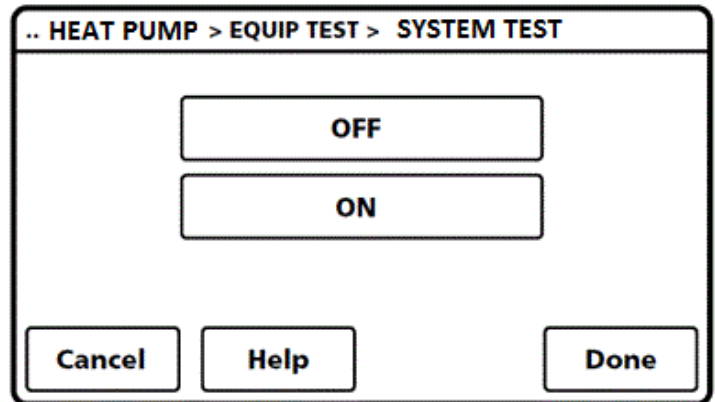 .. HEAT PUMP > EQUIP TEST > SYSTEM TEST
OFF
ON
Cancel Help Done